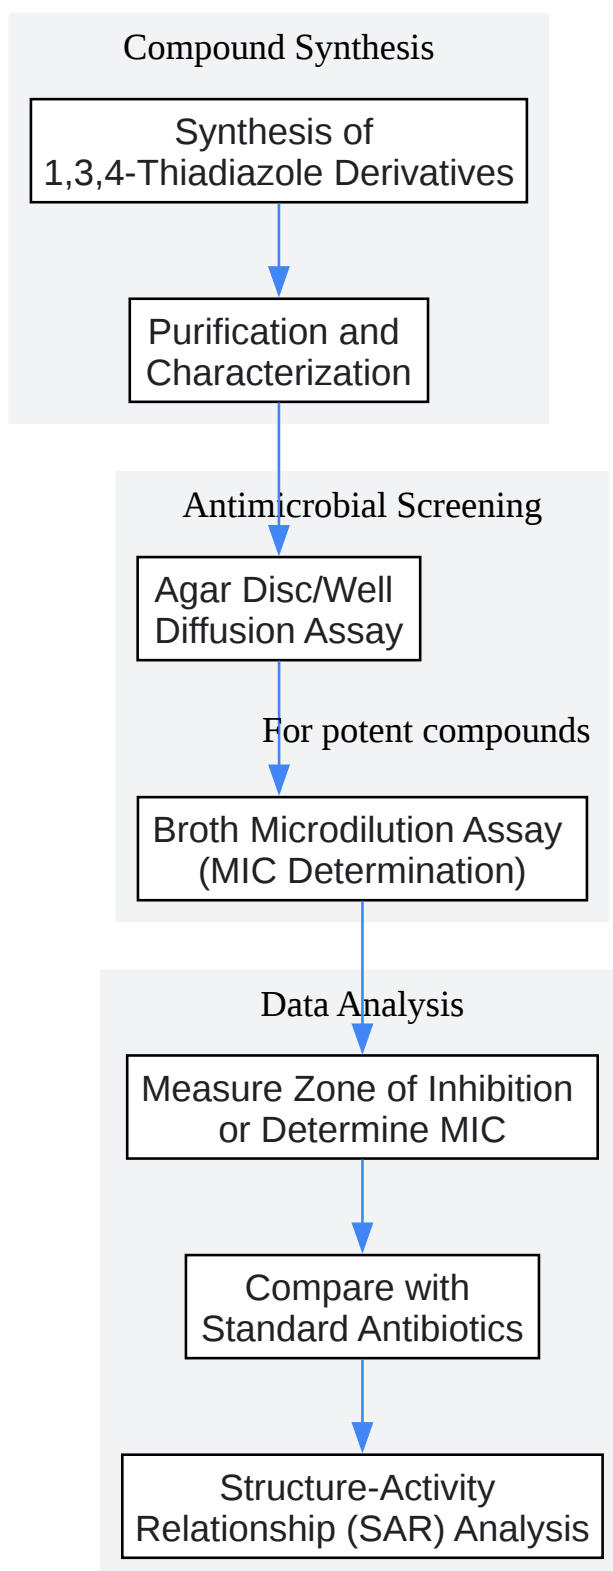 Compound Synthesis
Synthesis of
1,3,4-Thiadiazole Derivatives
Purification and
Characterization
Antimicrobial Screening
Agar Disc/Well
Diffusion Assay
For potent compounds
Broth Microdilution Assay
(MIC Determination)
Data Analysis
Measure Zone of Inhibition
or Determine MIC
Compare with
Standard Antibiotics
Structure-Activity
Relationship (SAR) Analysis